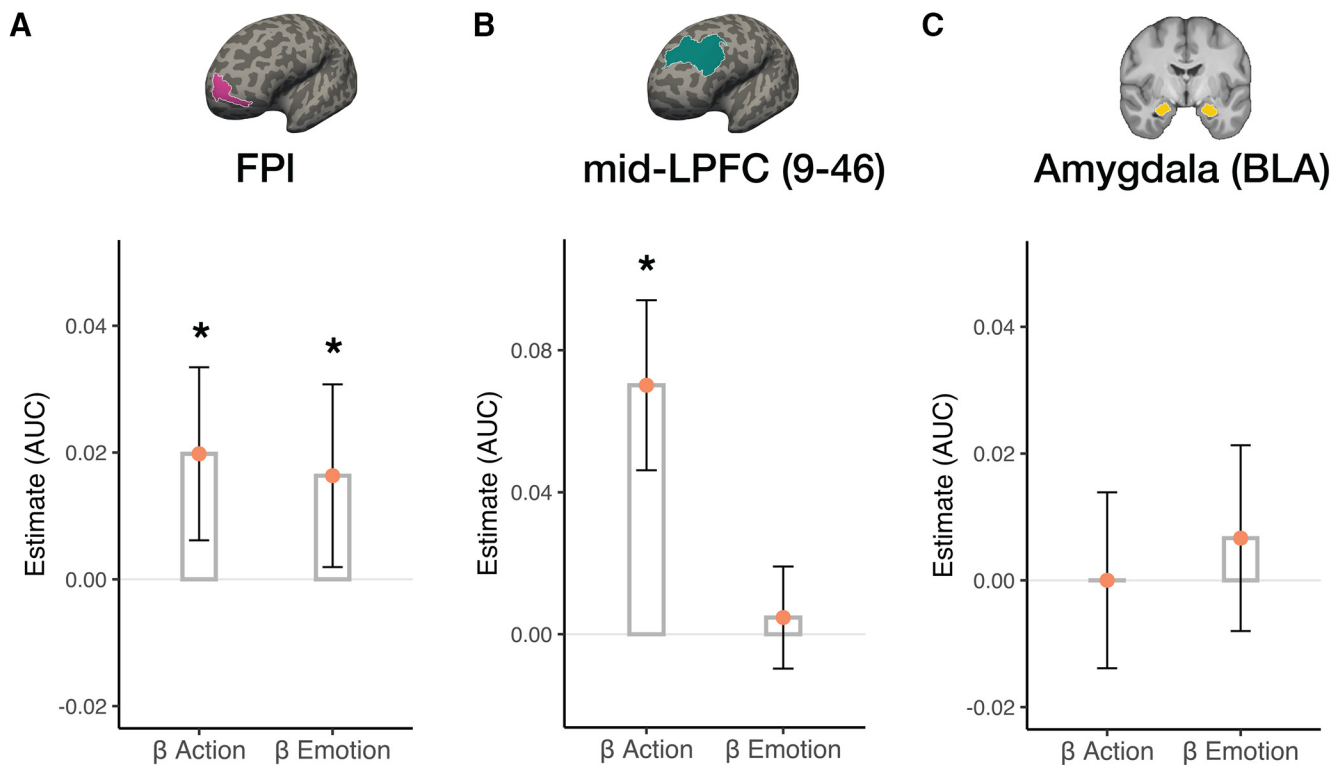 A
FPl
Estimate (AUC)
0.04
0.02
0.00
-0.02
*
*
β Action
β Emotion
B
mid-LPFC (9-46)
Estimate (AUC)
0.08
0.04
0.00
*
β Action
β Emotion
C
Amygdala (BLA)
Estimate (AUC)
0.04
0.02
0.00
-0.02
β Action
β Emotion